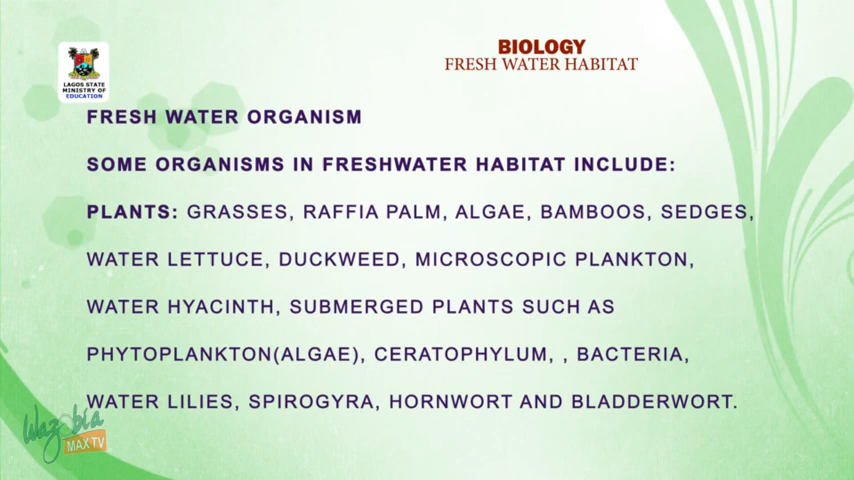 BIOLOGY
FRESH WATER HABITAT
LAGOS STATE
MINISTRY OF
EDUCATION
FRESH WATER ORGANISM
SOME ORGANISMS IN FRESHWATER HABITAT INCLUDE:
PLANTS: GRASSES, RAFFIA PALM, ALGAE, BAMBOOS, SEDGES,
WATER LETTUCE, DUCKWEED, MICROSCOPIC PLANKTON,
WATER HYACINTH, SUBMERGED PLANTS SUCH AS
PHYTOPLANKTON(ALGAE), CERATOPHYLUM, , BACTERIA,
WATER LILIES, SPIROGYRA, HORNWORT AND BLADDERWORT.
Wazobia
MAX TV